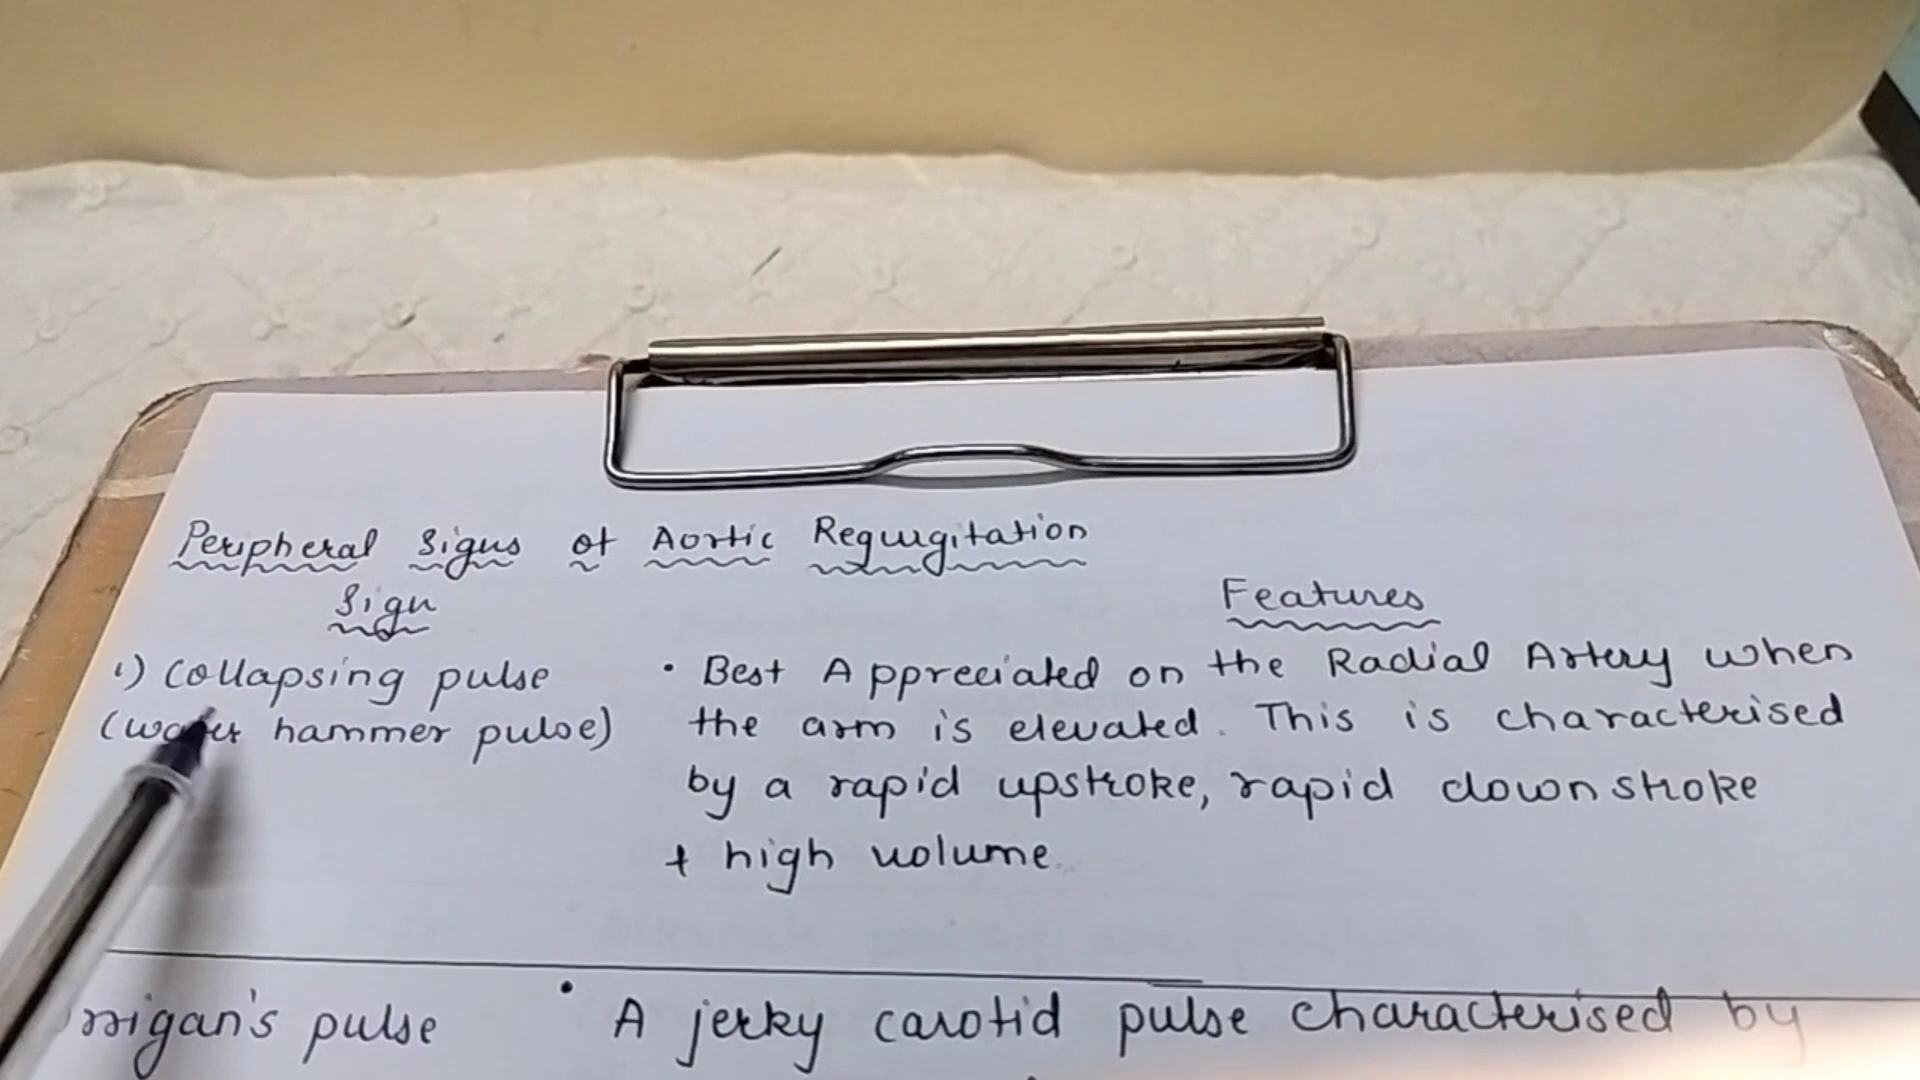 Peripheral Signs of Aortic Regurgitation
Sign Features
1) Collapsing pulse • Best Appreciated on the Radial Artery when
(water hammer pulse) the arm is elevated. This is characterised
by a rapid upstroke, rapid downstroke
+ high volume.
rrigan's pulse • A jerky carotid pulse characterised by